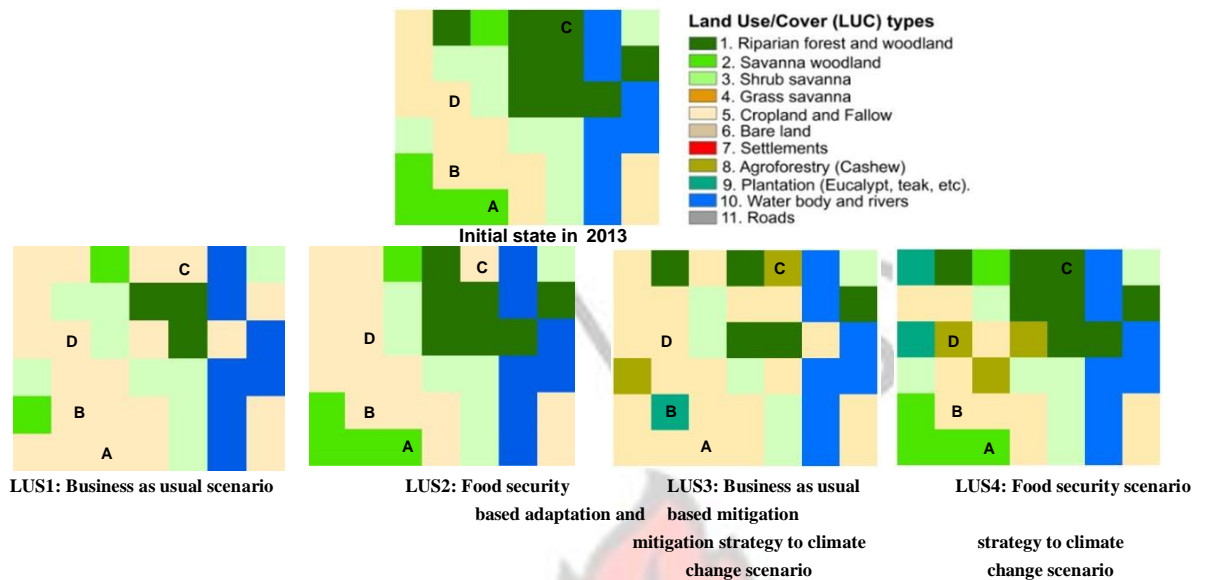 C
D
B
A
Initial state in 2013
Land Use/Cover (LUC) types
1. Riparian forest and woodland
2. Savanna woodland
3. Shrub savanna
4. Grass savanna
5. Cropland and Fallow
6. Bare land
7. Settlements
8. Agroforestry (Cashew)
9. Plantation (Eucalypt, teak, etc).
10. Water body and rivers
11. Roads
C
D
B
A
C
D
B
A
C
D
B
A
C
D
B
A
LUS1: Business as usual scenario
LUS2: Food security
LUS3: Business as usual
LUS4: Food security scenario
based adaptation and
based mitigation
mitigation strategy to climate
strategy to climate
change scenario
change scenario